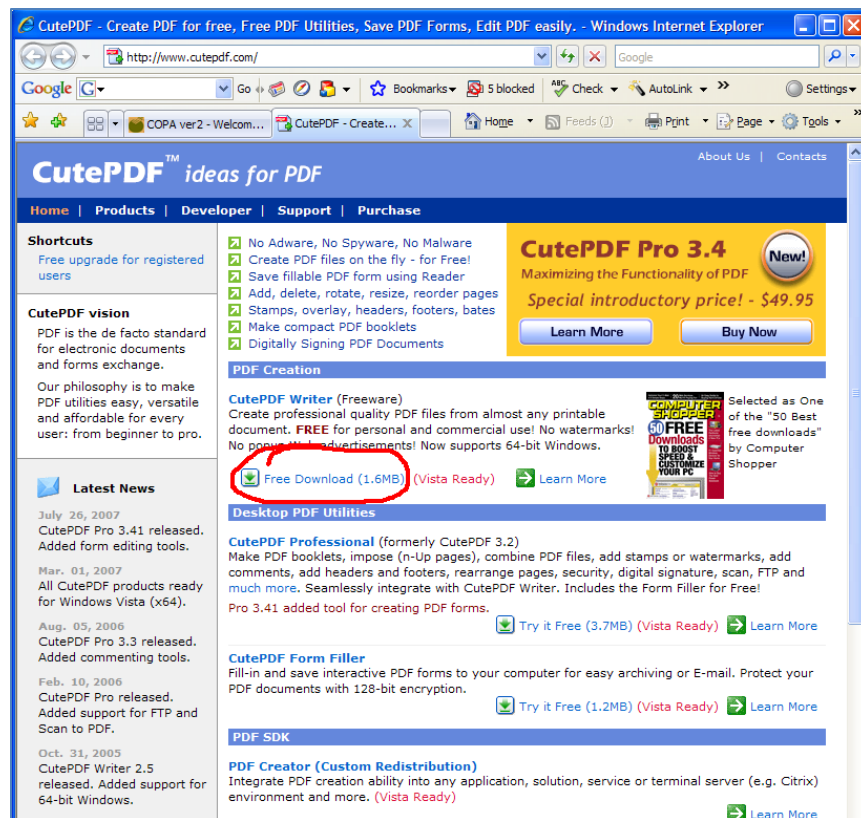 CutePDF - Create PDF for free, Free PDF Utilities, Save PDF Forms, Edit PDF easily. - Windows Internet Explorer
http://www.cutepdf.com/
Google
Google G
Go
Bookmarks
5 blocked
ABC
Check
AutoLink
Settings
COPA ver2 - Welcom...
CutePDF - Create...
Home
Feeds (J)
Print
Page
Tools
About Us | Contacts
CutePDF™ ideas for PDF
Home | Products | Developer | Support | Purchase
Shortcuts
Free upgrade for registered
users
CutePDF vision
PDF is the de facto standard
for electronic documents
and forms exchange.
Our philosophy is to make
PDF utilities easy, versatile
and affordable for every
user: from beginner to pro.
Latest News
July 26, 2007
CutePDF Pro 3.41 released.
Added form editing tools.
Mar. 01, 2007
All CutePDF products ready
for Windows Vista (x64).
Aug. 05, 2006
CutePDF Pro 3.3 released.
Added commenting tools.
Feb. 10, 2006
CutePDF Pro released.
Added support for FTP and
Scan to PDF.
Oct. 31, 2005
CutePDF Writer 2.5
released. Added support for
64-bit Windows.
No Adware, No Spyware, No Malware
Create PDF files on the fly - for Free!
Save fillable PDF form using Reader
Add, delete, rotate, resize, reorder pages
Stamps, overlay, headers, footers, bates
Make compact PDF booklets
Digitally Signing PDF Documents
CutePDF Pro 3.4
New!
Maximizing the Functionality of PDF
Special introductory price! - $49.95
Learn More
Buy Now
PDF Creation
CutePDF Writer (Freeware)
Create professional quality PDF files from almost any printable
document. FREE for personal and commercial use! No watermarks!
No popup Web advertisements! Now supports 64-bit Windows.
Free Download (1.6MB) (Vista Ready) Learn More
COMPUTER
SHOPPER
50 FREE
Downloads
TO BOOST
SPEED &
CUSTOMIZE
YOUR PC
Selected as One
of the "50 Best
free downloads"
by Computer
Shopper
Desktop PDF Utilities
CutePDF Professional (formerly CutePDF 3.2)
Make PDF booklets, impose (n-Up pages), combine PDF files, add stamps or watermarks, add
comments, add headers and footers, rearrange pages, security, digital signature, scan, FTP and
much more. Seamlessly integrate with CutePDF Writer. Includes the Form Filler for Free!
Pro 3.41 added tool for creating PDF forms.
Try it Free (3.7MB) (Vista Ready) Learn More
CutePDF Form Filler
Fill-in and save interactive PDF forms to your computer for easy archiving or E-mail. Protect your
PDF documents with 128-bit encryption.
Try it Free (1.2MB) (Vista Ready) Learn More
PDF SDK
PDF Creator (Custom Redistribution)
Integrate PDF creation ability into any application, solution, service or terminal server (e.g. Citrix)
environment and more. (Vista Ready)
Learn More